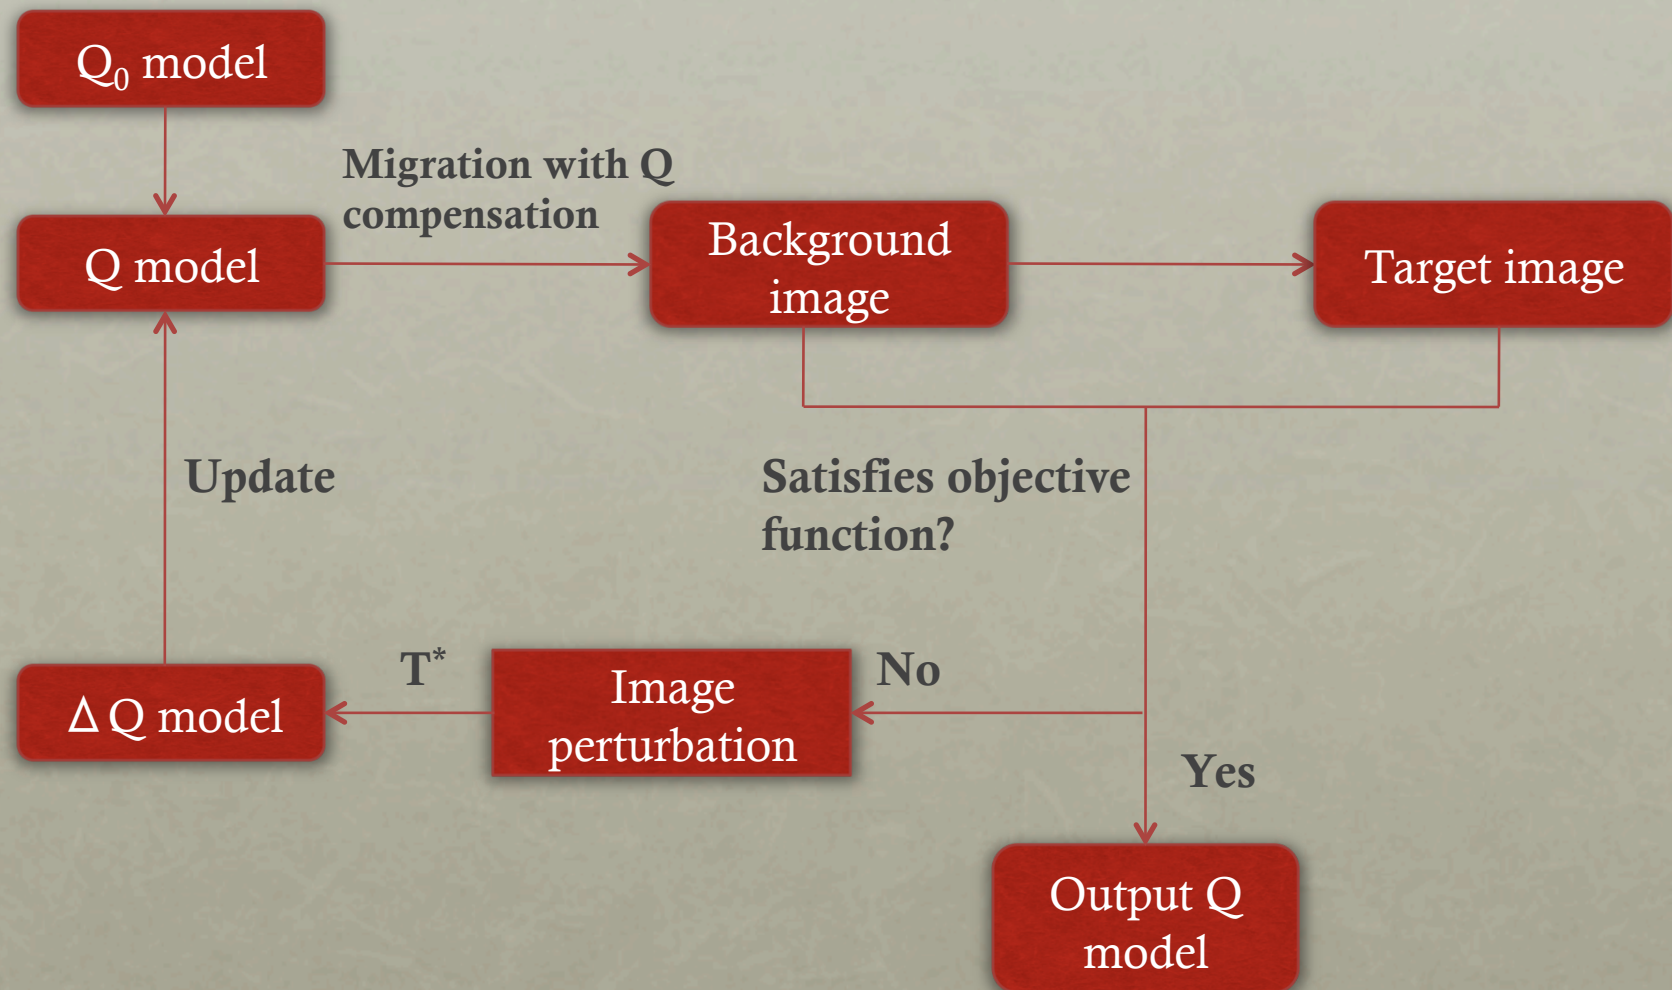 Q₀ model
Migration with Q
compensation
Q model
Background
image
Target image
Update
Satisfies objective
function?
T*
No
Δ Q model
Image
perturbation
Yes
Output Q
model